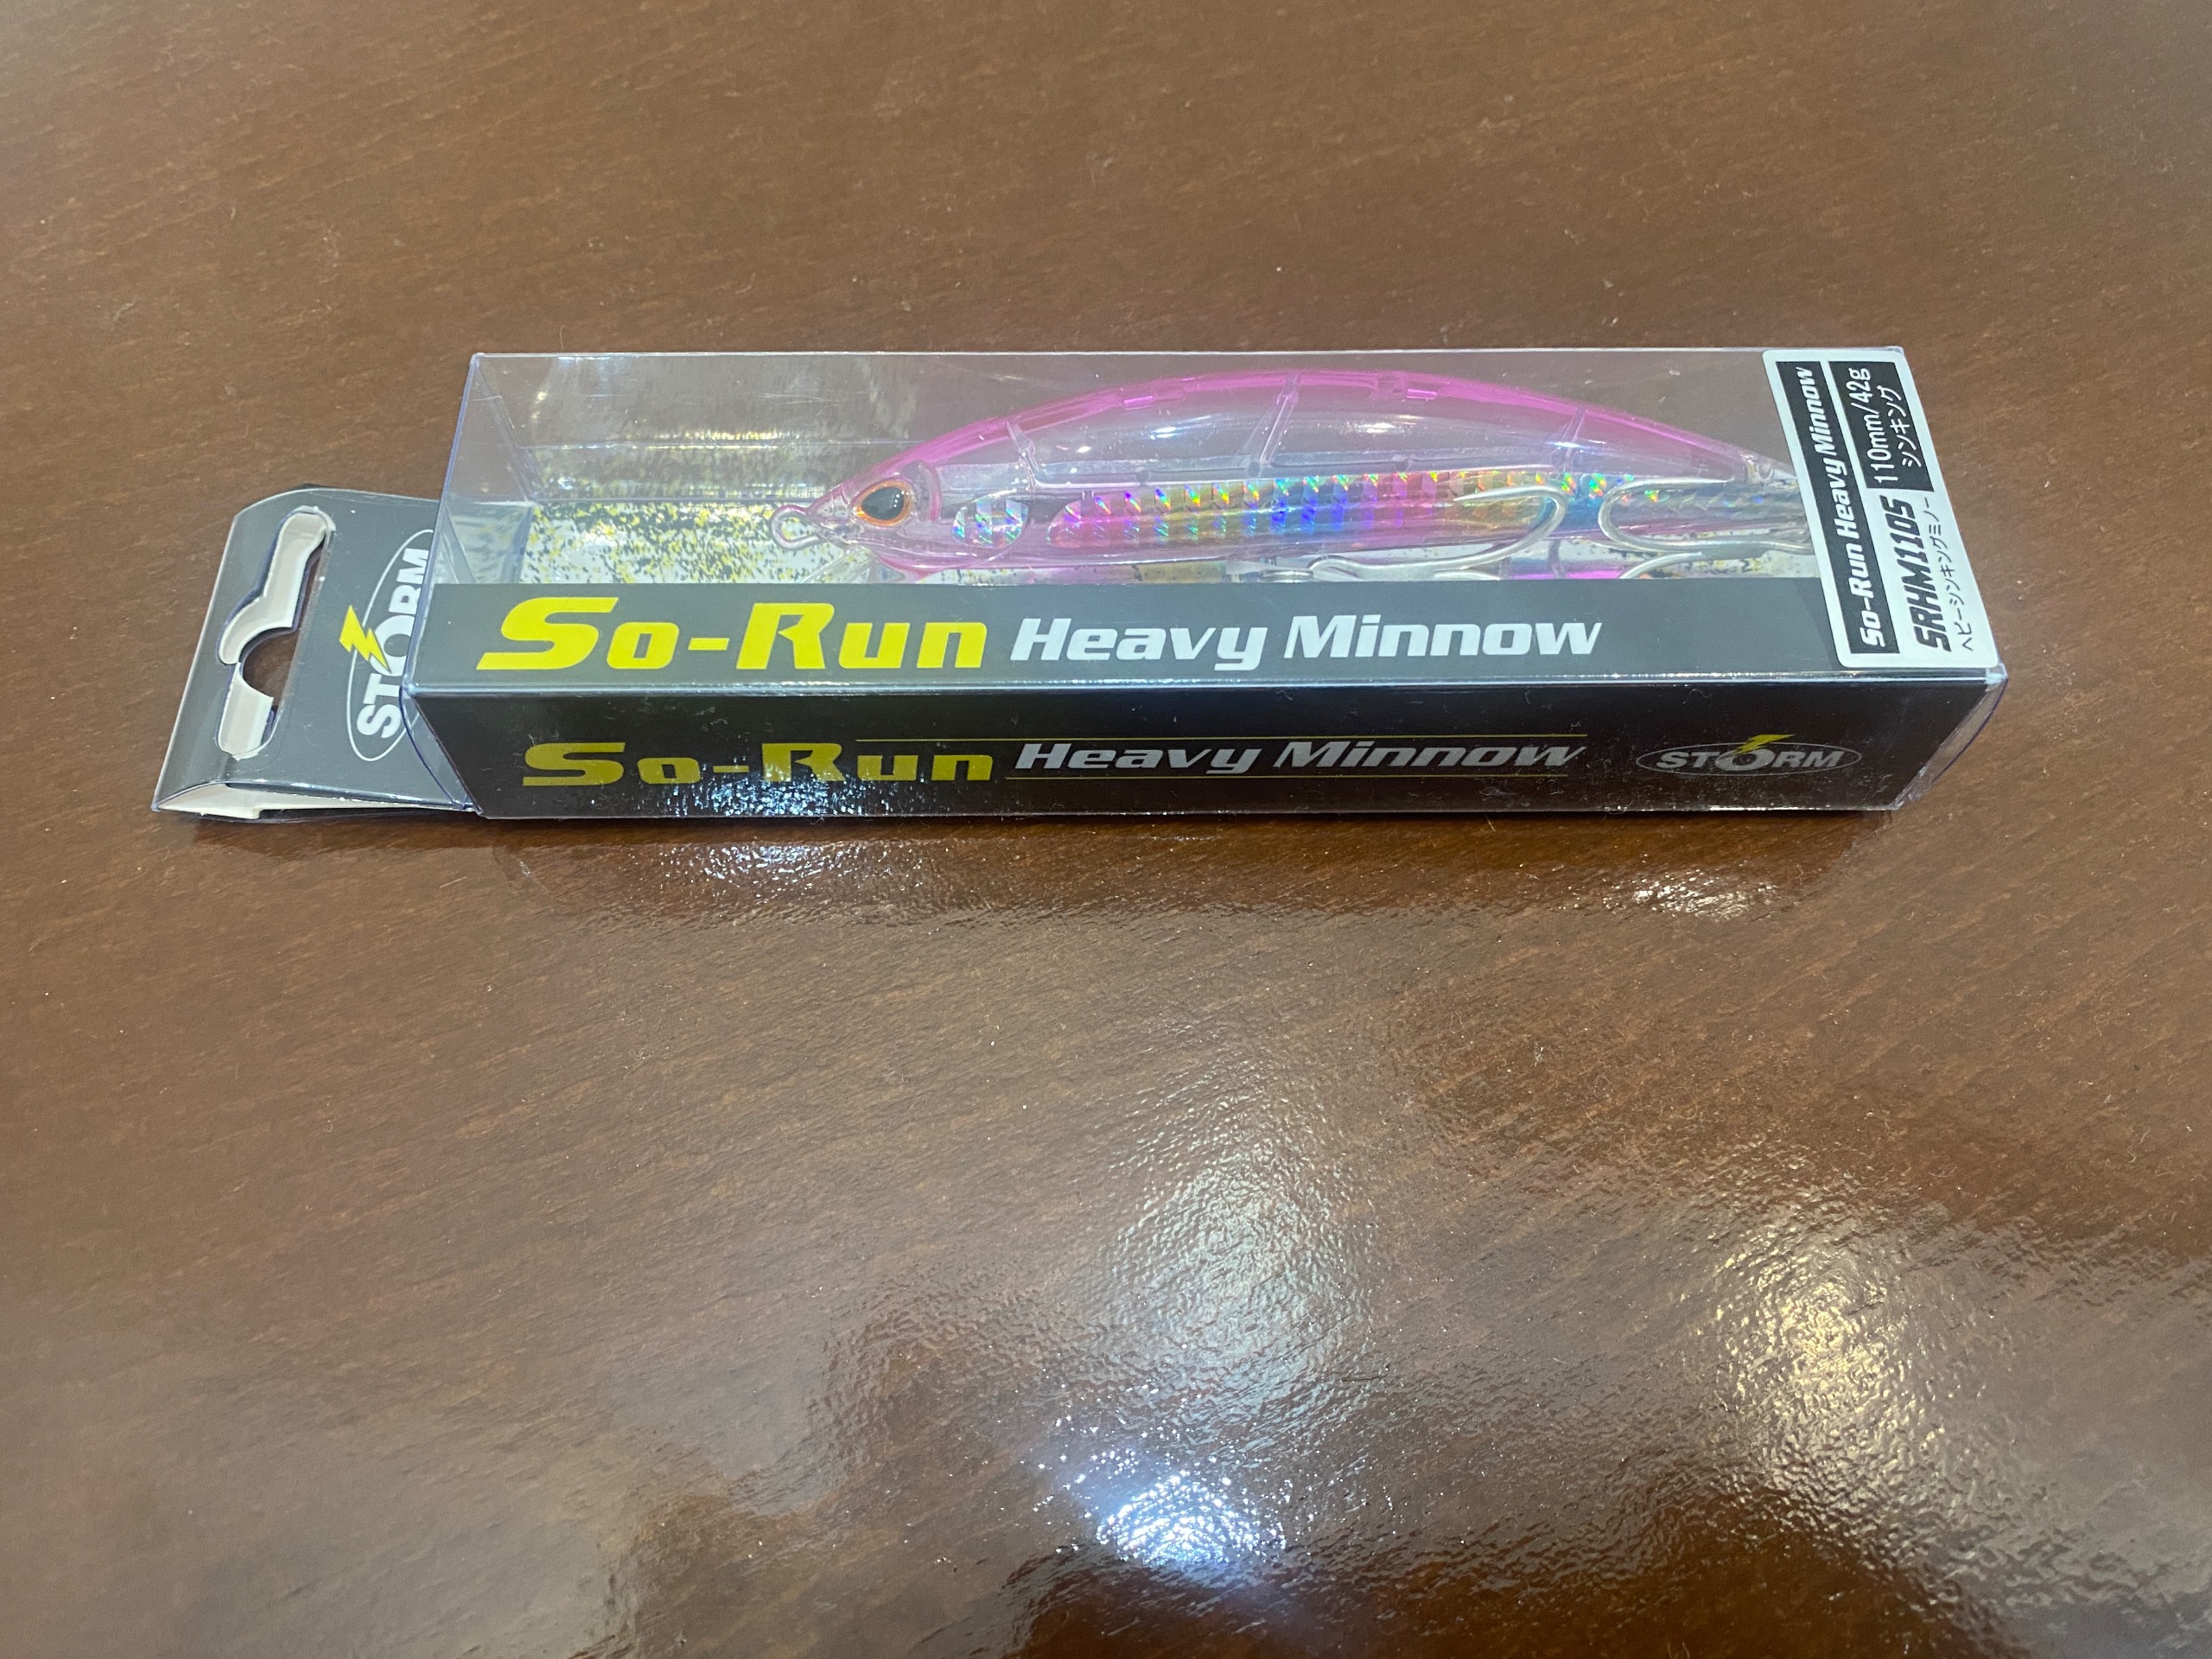 STORM
So-Run Heavy Minnow
So-Run Heavy Minnow
STORM
So-Run Heavy Minnow
SRHM110S 110mm/42g
ヘビーシンキングミノー シンキング